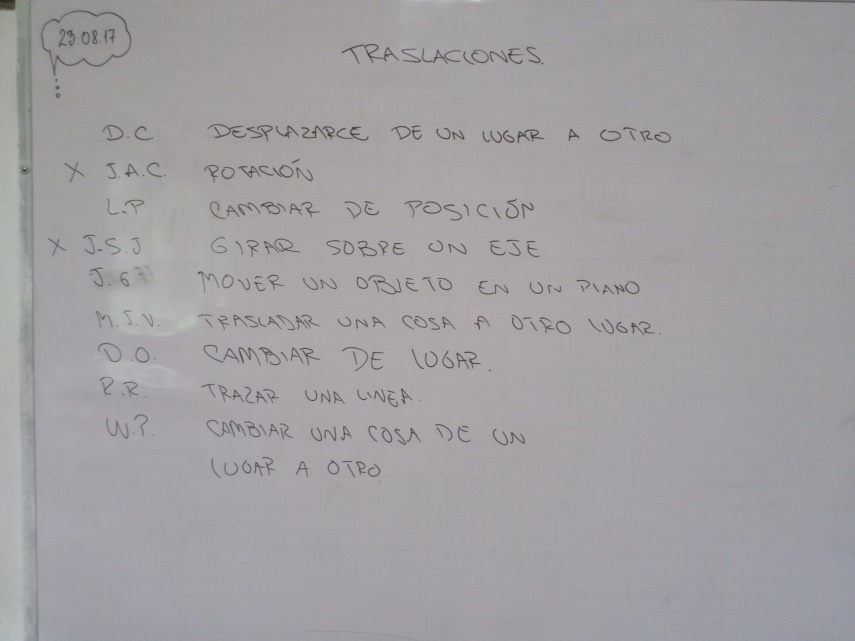 23.08.17
TRASLACIONES.
D.C DESPLAZARCE DE UN LUGAR A OTRO
X J.A.C. ROTACIÓN
L.P CAMBIAR DE POSICIÓN
X J-S.J GIRAR SOBRE UN EJE
J.G MOVER UN OBJETO EN UN PLANO
M.J.V. TRASLADAR UNA COSA A OTRO LUGAR.
D.O. CAMBIAR DE LUGAR.
R.R. TRAZAR UNA LINEA.
W.P. CAMBIAR UNA COSA DE UN
LUGAR A OTRO